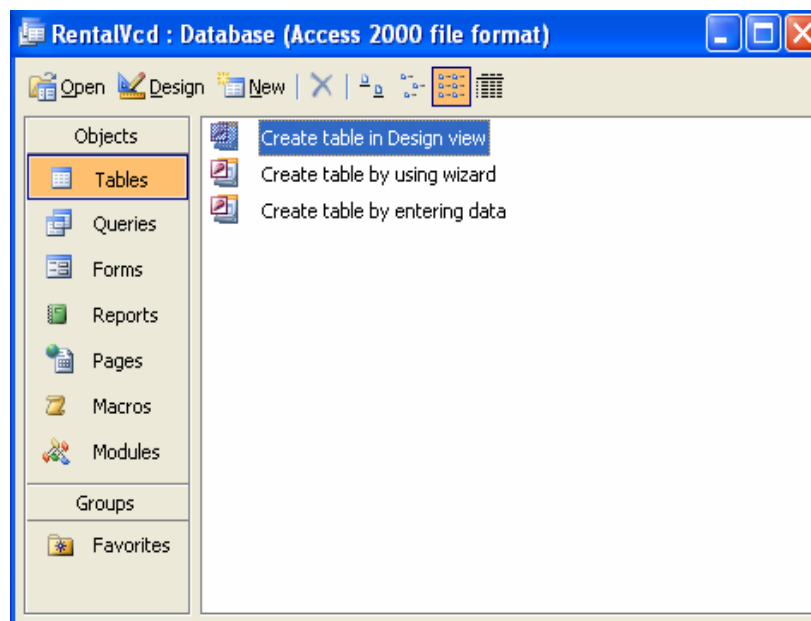 RentalVcd : Database (Access 2000 file format)
Open Design New
Objects
Tables
Queries
Forms
Reports
Pages
Macros
Modules
Groups
Favorites
Create table in Design view
Create table by using wizard
Create table by entering data